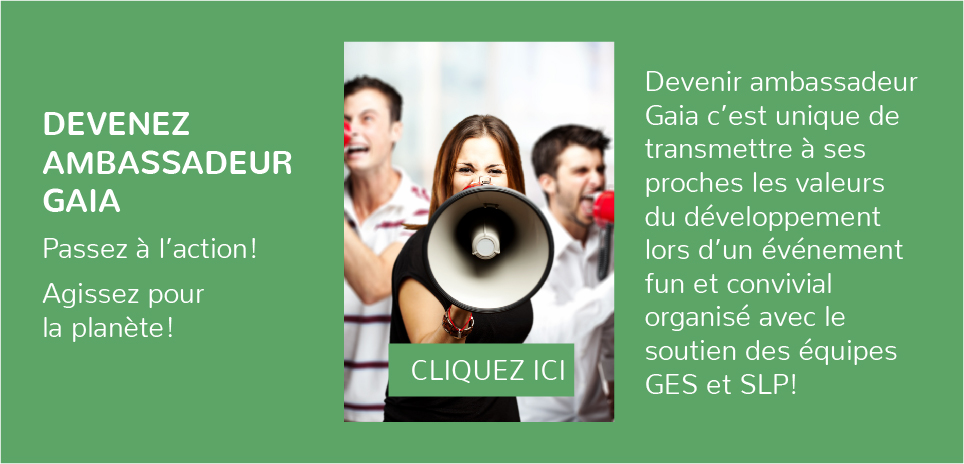 DEVENEZ
AMBASSADEUR
GAIA
Passez à l'action!
Agissez pour
la planète!
CLIQUEZ ICI
Devenir ambassadeur
Gaia c'est unique de
transmettre à ses
proches les valeurs
du développement
lors d'un événement
fun et convivial
organisé avec le
soutien des équipes
GES et SLP!